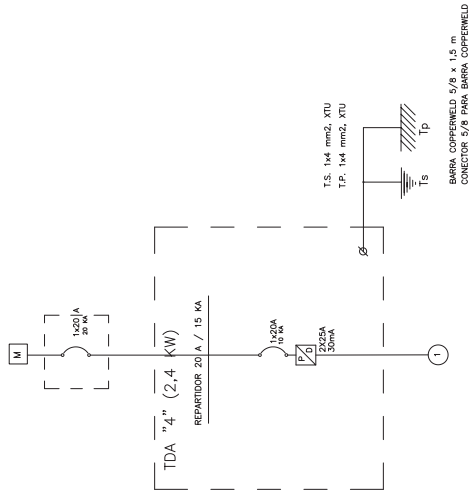 M
1x20 A
20 KA
TDA "4" (2,4 KW)
REPARTIDOR 20 A / 15 KA
1x20A
10 KA
P/D
2X25A
30mA
1
T.S. 1x4 mm2, XTU
T.P. 1x4 mm2, XTU
Ts
Tp
BARRA COPPERWELD 5/8 x 1,5 m
CONECTOR 5/8 PARA BARRA COPPERWELD